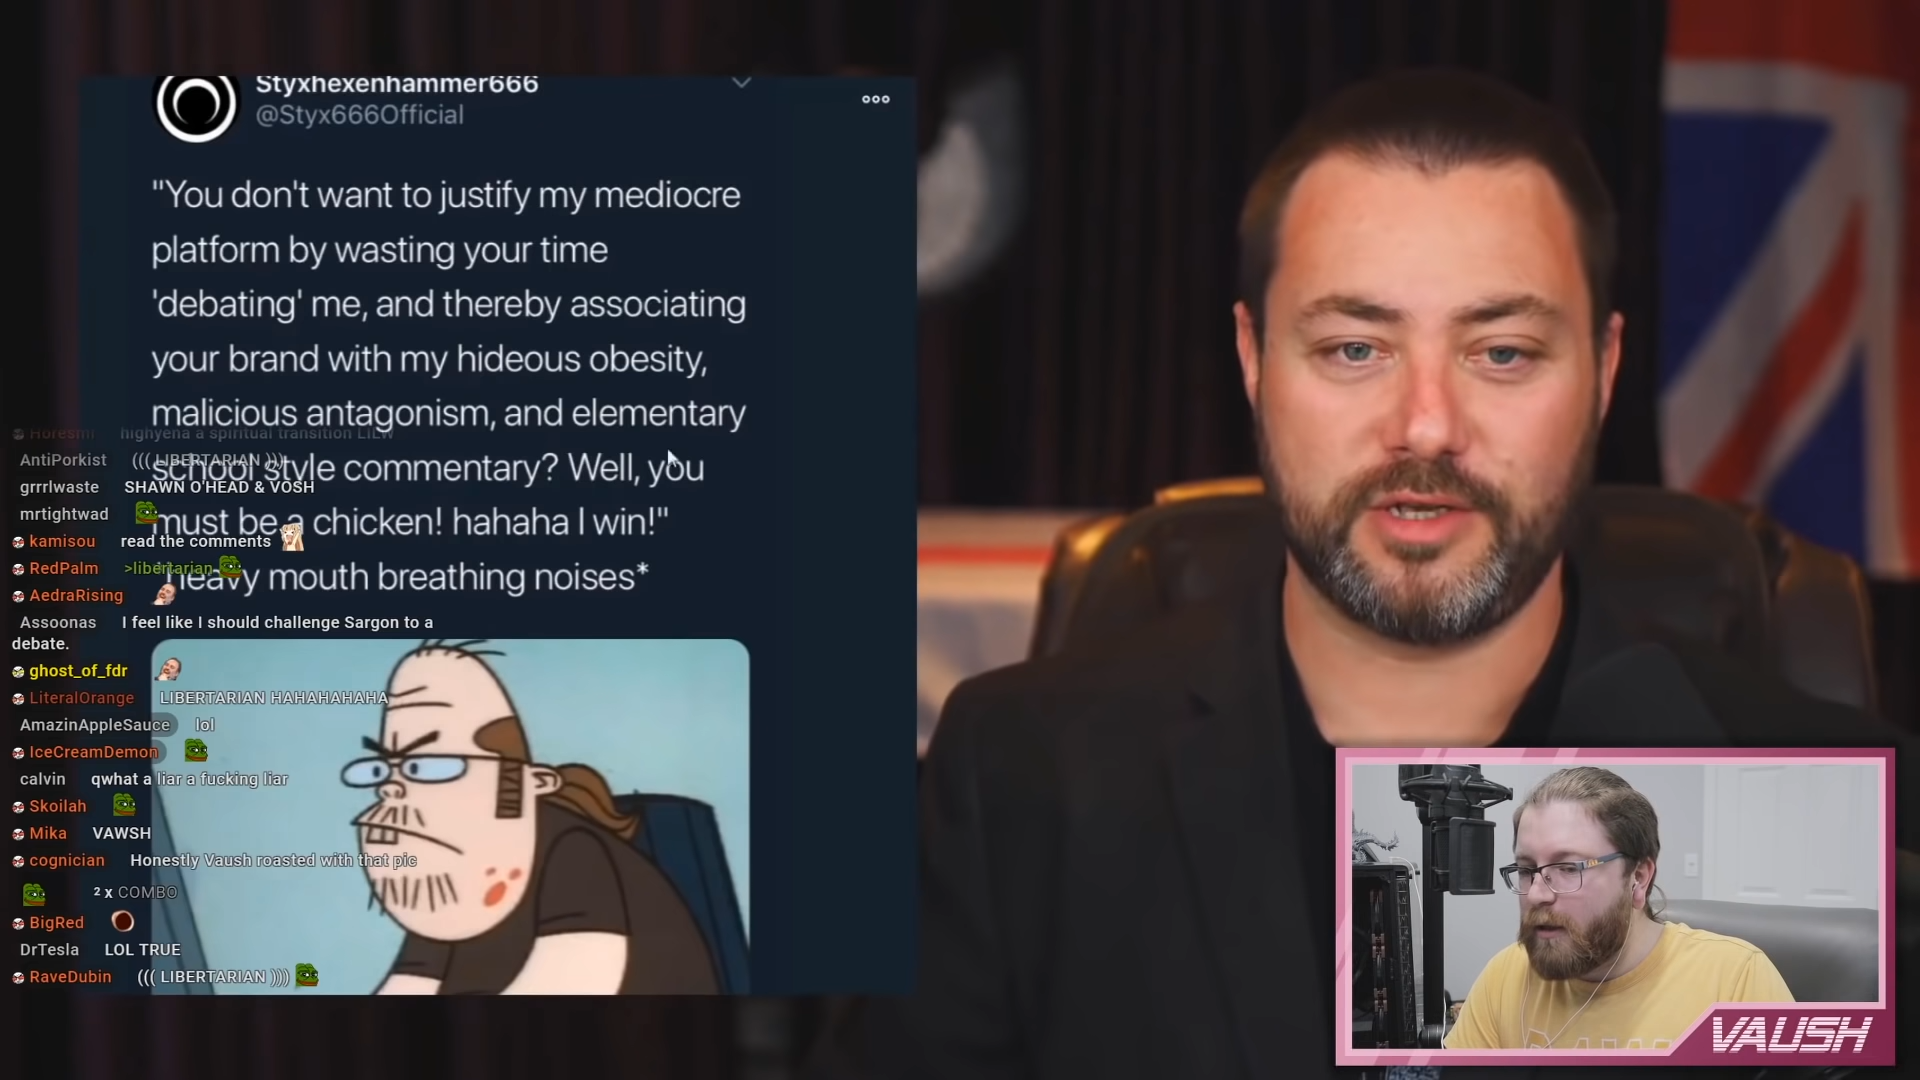 Styxhexenhammer666
@Styx666Official
"You don't want to justify my mediocre
platform by wasting your time
'debating' me, and thereby associating
your brand with my hideous obesity,
malicious antagonism, and elementary
school style commentary? Well, you
must be a chicken! hahaha I win!"
*heavy mouth breathing noises*
Horesmi highyena a spiritual transition LILW
AntiPorkist ((( LIBERTARIAN )))
grrrlwaste SHAWN O'HEAD & VOSH
mrtightwad
kamisou read the comments
RedPalm >libertarian
AedraRising
Assoonas I feel like I should challenge Sargon to a
debate.
ghost_of_fdr
LiteralOrange LIBERTARIAN HAHAHAHAHA
AmazinAppleSauce lol
IceCreamDemon
calvin qwhat a liar a fucking liar
Skoilah
Mika VAWSH
cognician Honestly Vaush roasted with that pic
2 x COMBO
BigRed
DrTesla LOL TRUE
RaveDubin ((( LIBERTARIAN ))))
VAUSH